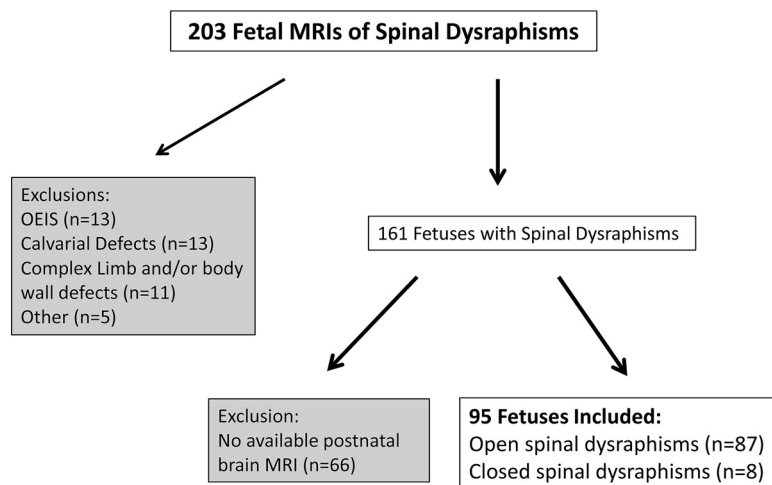 203 Fetal MRIs of Spinal Dysraphisms
Exclusions:
OEIS (n=13)
Calvarial Defects (n=13)
Complex Limb and/or body
wall defects (n=11)
Other (n=5)
161 Fetuses with Spinal Dysraphisms
Exclusion:
No available postnatal
brain MRI (n=66)
95 Fetuses Included:
Open spinal dysraphisms (n=87)
Closed spinal dysraphisms (n=8)